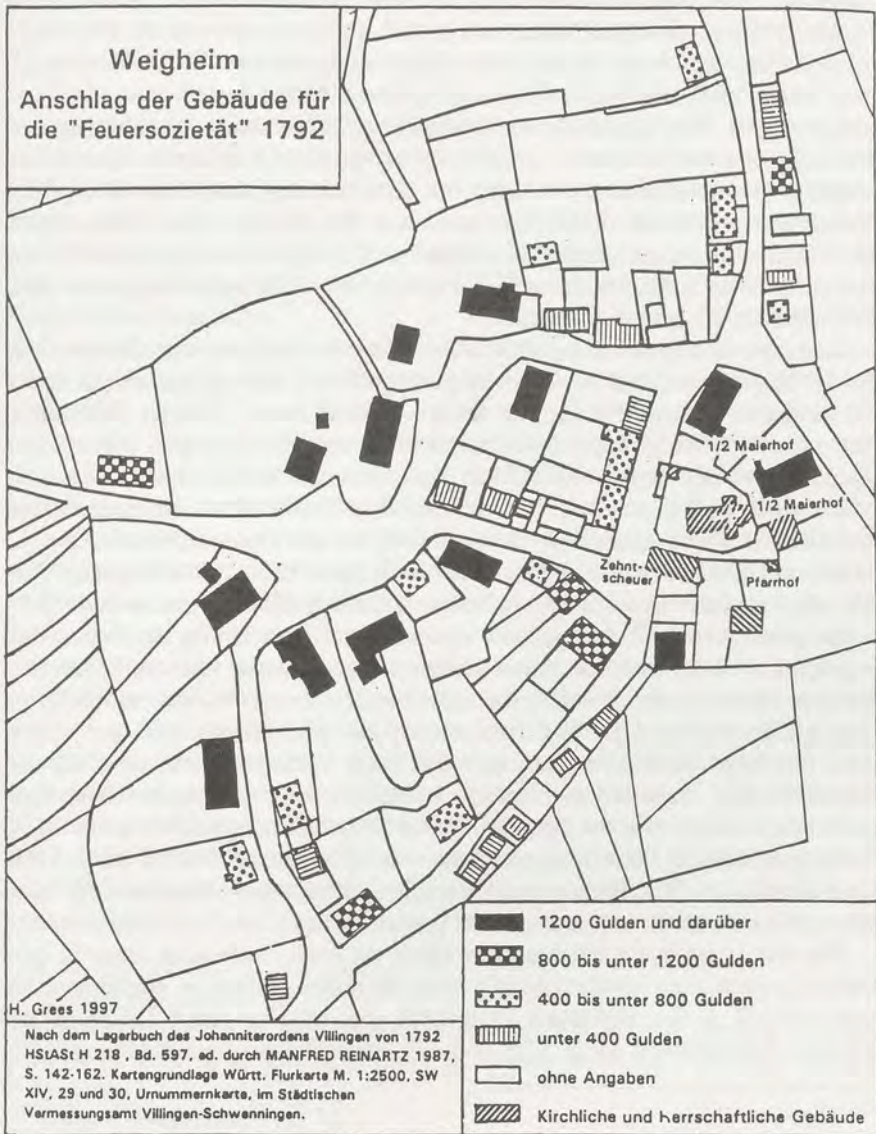 Weigheim
Anschlag der Gebäude für
die "Feuersozietät" 1792
1/2 Maierhof
1/2 Maierhof
Zehnt-
scheuer
Pfarrhof
H. Grees 1997
Nach dem Lagerbuch des Johanniterordens Villingen von 1792
HStASt H 218 , Bd. 597, ed. durch MANFRED REINARTZ 1987,
S. 142-162. Kartengrundlage Württ. Flurkarte M. 1:2500, SW
XIV, 29 und 30, Urnummernkarte, im Städtischen
Vermessungsamt Villingen-Schwenningen.
1200 Gulden und darüber
800 bis unter 1200 Gulden
400 bis unter 800 Gulden
unter 400 Gulden
ohne Angaben
Kirchliche und herrschaftliche Gebäude